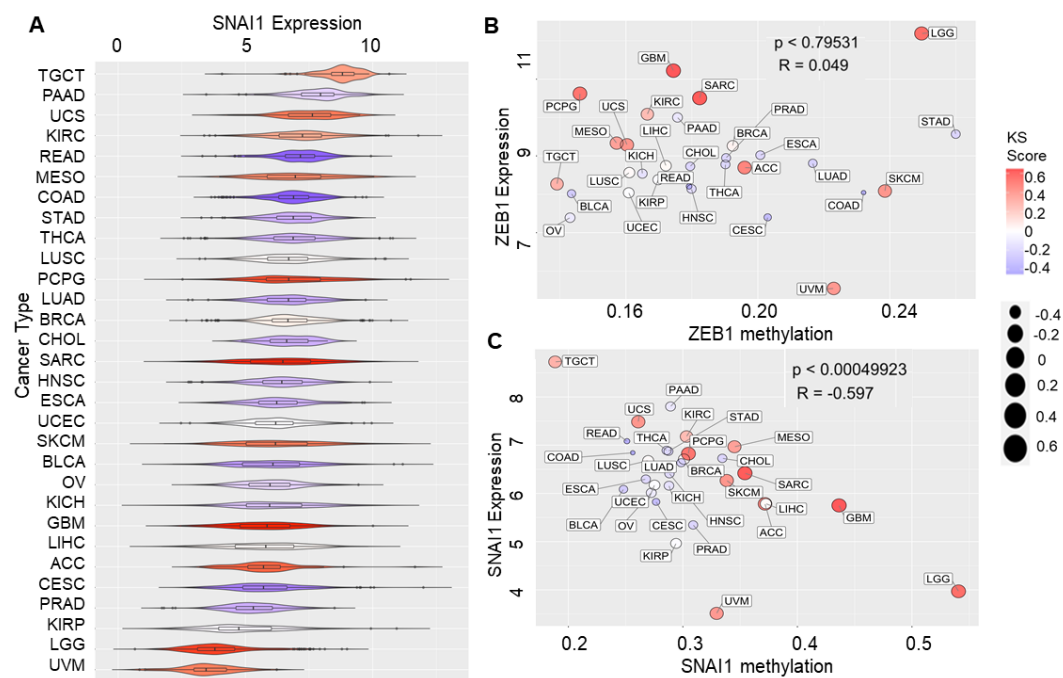 A
SNAI1 Expression
0 5 10
Cancer Type
TGCT
PAAD
UCS
KIRC
READ
MESO
COAD
STAD
THCA
LUSC
PCPG
LUAD
BRCA
CHOL
SARC
HNSC
ESCA
UCEC
SKCM
BLCA
OV
KICH
GBM
LIHC
ACC
CESC
PRAD
KIRP
LGG
UVM
B
ZEB1 Expression
11
9
7
p < 0.79531
R = 0.049
LGG
GBM
SARC
PCPG
UCS
KIRC
PAAD
PRAD
STAD
MESO
LIHC
BRCA
ESCA
TGCT
KICH
CHOL
ACC
LUAD
SKCM
LUSC
READ
THCA
BLCA
KIRP
HNSC
COAD
OV
UCEC
CESC
UVM
0.16 0.20 0.20 0.24
ZEB1 methylation
KS
Score
0.6
0.4
0.2
0
-0.2
-0.4
-0.4
-0.2
0
0.2
0.4
0.6
C
SNAI1 Expression
8
7
6
5
4
p < 0.00049923
R = -0.597
TGCT
PAAD
UCS
KIRC
STAD
READ
THCA
PCPG
MESO
COAD
LUSC
LUAD
BRCA
CHOL
SARC
ESCA
UCEC
KICH
SKCM
LIHC
GBM
BLCA
OV
CESC
HNSC
ACC
KIRP
PRAD
LGG
UVM
0.2 0.3 0.4 0.5
SNAI1 methylation